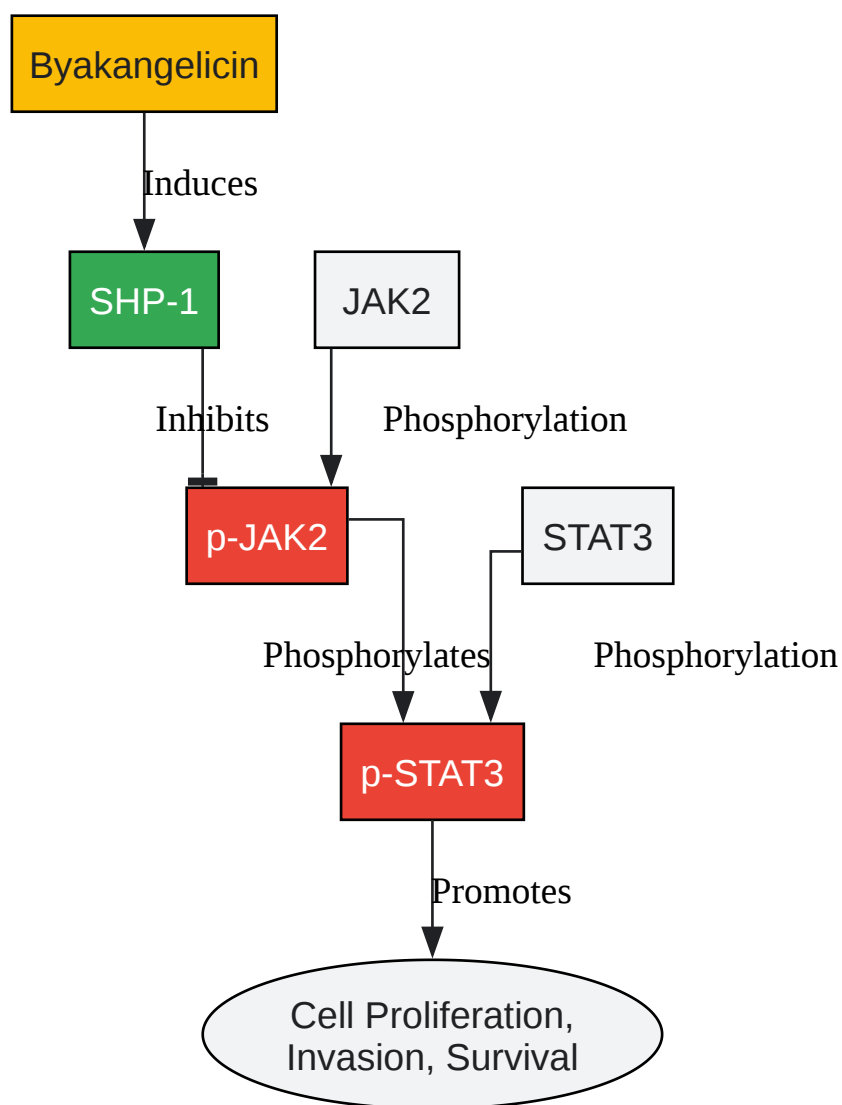 Byakangelicin
Induces
SHP-1
JAK2
Inhibits
Phosphorylation
p-JAK2
STAT3
Phosphorylates
Phosphorylation
p-STAT3
Promotes
Cell Proliferation,
Invasion, Survival